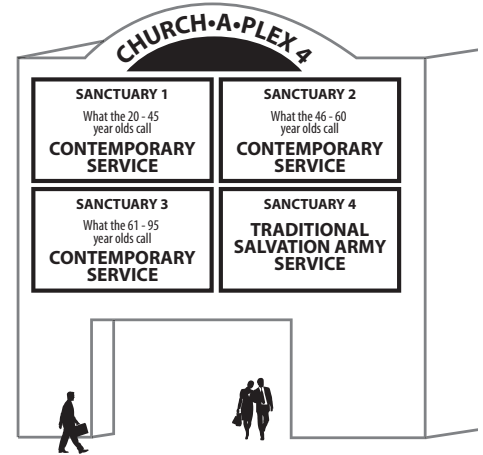 CHURCH•A•PLEX 4
SANCTUARY 1
What the 20 - 45
year olds call
CONTEMPORARY
SERVICE
SANCTUARY 2
What the 46 - 60
year olds call
CONTEMPORARY
SERVICE
SANCTUARY 3
What the 61 - 95
year olds call
CONTEMPORARY
SERVICE
SANCTUARY 4
TRADITIONAL
SALVATION ARMY
SERVICE